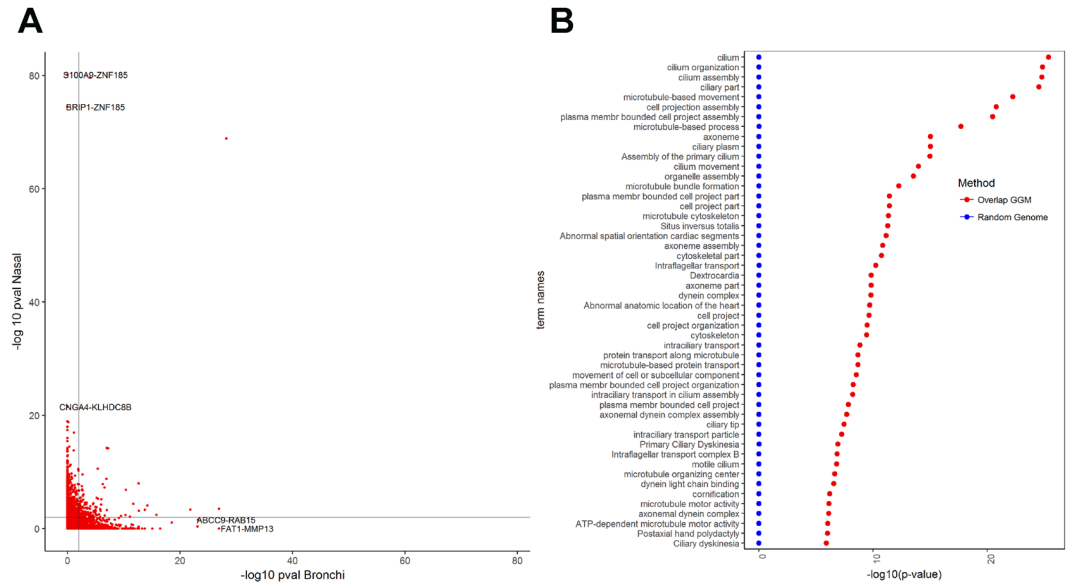 A
B
-log 10 pval Nasal
80
60
40
20
0
S100A9-ZNF185
BRIP1-ZNF185
CNGA4-KLHDC8B
ABCC9-RAB15
FAT1-MMP13
0
20
40
60
80
-log10 pval Bronchi
term names
cilium
cilium organization
cilium assembly
ciliary part
microtubule-based movement
cell projection assembly
plasma membr bounded cell project assembly
microtubule-based process
axoneme
ciliary plasm
Assembly of the primary cilium
cilium movement
organelle assembly
microtubule bundle formation
plasma membr bounded cell project part
cell project part
microtubule cytoskeleton
Situs inversus totalis
Abnormal spatial orientation cardiac segments
axoneme assembly
cytoskeletal part
Intraflagellar transport
Dextrocardia
axoneme part
dynein complex
Abnormal anatomic location of the heart
cell project
cell project organization
cytoskeleton
intraciliary transport
protein transport along microtubule
microtubule-based protein transport
movement of cell or subcellular component
plasma membr bounded cell project organization
intraciliary transport in cilium assembly
plasma membr bounded cell project
axonemal dynein complex assembly
ciliary tip
intraciliary transport particle
Primary Ciliary Dyskinesia
Intraflagellar transport complex B
motile cilium
microtubule organizing center
dynein light chain binding
cornification
microtubule motor activity
axonemal dynein complex
ATP-dependent microtubule motor activity
Postaxial hand polydactyly
Ciliary dyskinesia
Method
Overlap GGM
Random Genome
0
10
20
-log10(p-value)